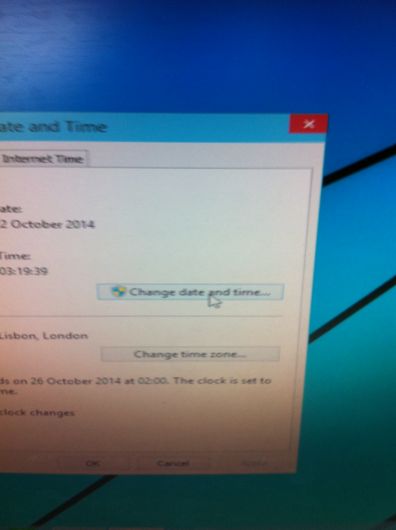 ate and Time
Internet Time
ate:
2 October 2014
Time:
03:19:39
Change date and time...
Lisbon, London
Change time zone...
ds on 26 October 2014 at 02:00. The clock is set to
me.
clock changes
OK
Cancel
Apply